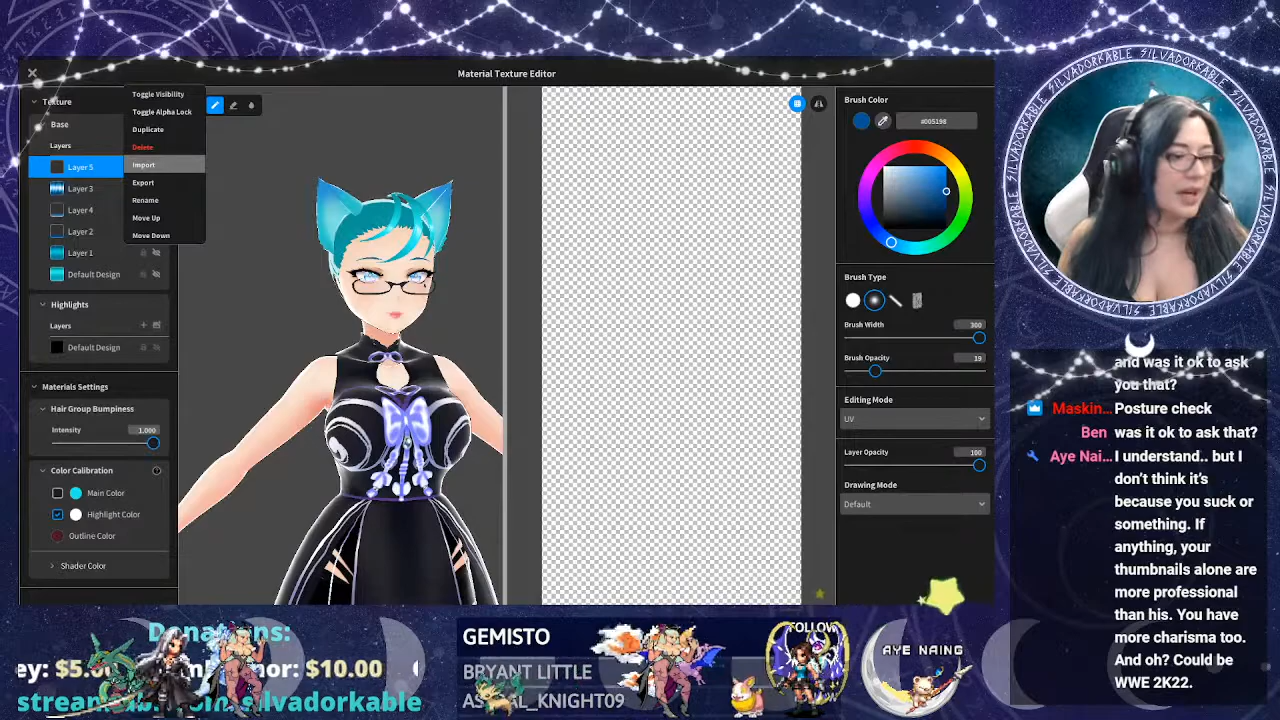 Material Texture Editor
Texture
Base
Layers
Layer 5
Layer 3
Layer 4
Layer 2
Layer 1
Default Design
Toggle Visibility
Toggle Alpha Lock
Duplicate
Delete
Import
Export
Rename
Move Up
Move Down
Highlights
Layers
Default Design
Materials Settings
Hair Group Bumpiness
Intensity
1.000
Color Calibration
Main Color
Highlight Color
Outline Color
Shader Color
Brush Color
#005198
Brush Type
Brush Width
300
Brush Opacity
19
Editing Mode
UV
Layer Opacity
100
Drawing Mode
Default
SILVADORKABLE
and was it ok to ask
you that?
Maskin... Posture check
Ben was it ok to ask that?
Aye Nai... I understand.. but I
don't think it's
because you suck or
something. If
anything, your
thumbnails alone are
more professional
than his. You have
more charisma too.
And oh? Could be
WWE 2K22.
Donations:
ey: $5.
$10.00
silvadorkable
GEMISTO
BRYANT LITTLE
KNIGHT09
FOLLOW
AYE NAING